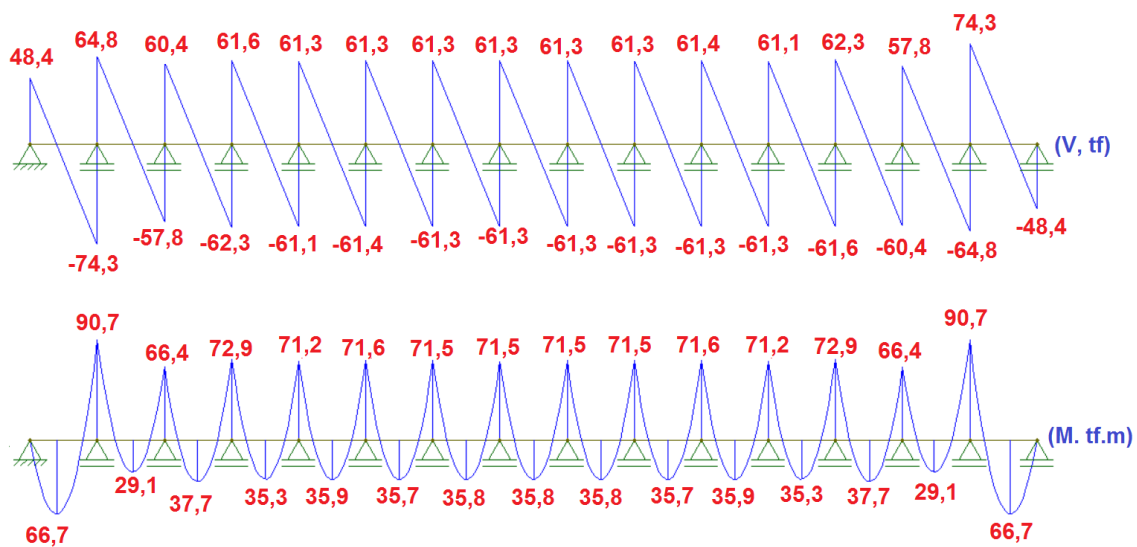 48,4 64,8 60,4 61,6 61,3 61,3 61,3 61,3 61,3 61,3 61,4 61,1 62,3 57,8 74,3
(V, tf)
-74,3 -57,8 -62,3 -61,1 -61,4 -61,3 -61,3 -61,3 -61,3 -61,3 -61,3 -61,6 -60,4 -64,8 -48,4
90,7 66,4 72,9 71,2 71,6 71,5 71,5 71,5 71,5 71,6 71,2 72,9 66,4 90,7
(M. tf.m)
66,7 29,1 37,7 35,3 35,9 35,7 35,8 35,8 35,8 35,7 35,9 35,3 37,7 29,1 66,7